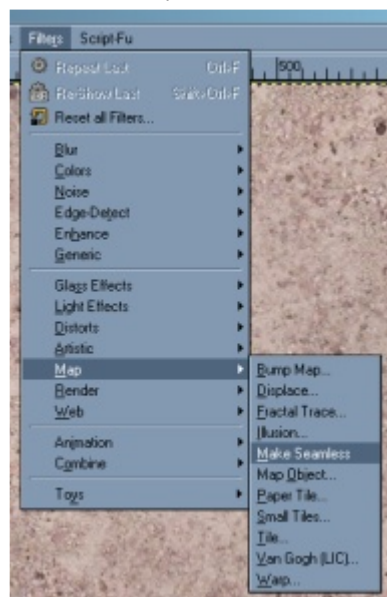 Filters Script-Fu
500
Repeat Last Ctrl+F
Re-Show Last Shift+Ctrl+F
Reset all Filters...
Blur
Colors
Noise
Edge-Detect
Enhance
Generic
Glass Effects
Light Effects
Distorts
Artistic
Map
Render
Web
Animation
Combine
Toys
Bump Map...
Displace...
Fractal Trace...
Illusion...
Make Seamless
Map Object...
Paper Tile...
Small Tiles...
Tile...
Van Gogh (LIC)...
Warp...